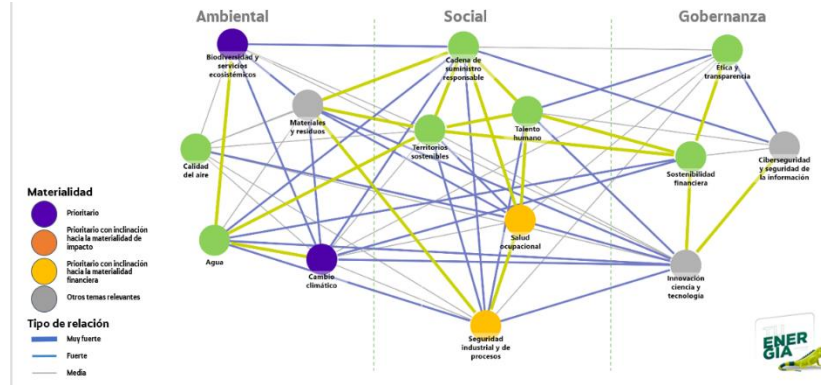 Ambiental
Social
Gobernanza
Biodiversidad y
servicios
ecosistémicos
Cadena de
suministro
responsable
Ética y
transparencia
Materiales
y residuos
Talento
humano
Territorios
sostenibles
Calidad
del aire
Sostenibilidad
financiera
Ciberseguridad
y seguridad de
la información
Salud
ocupacional
Agua
Cambio
climático
Innovación
ciencia y
tecnología
Seguridad
industrial y de
procesos
Materialidad
Prioritario
Prioritario con inclinación
hacia la materialidad de
impacto
Prioritario con inclinación
hacia la materialidad
financiera
Otros temas relevantes
Tipo de relación
Muy fuerte
Fuerte
Media
ENER
GÍA